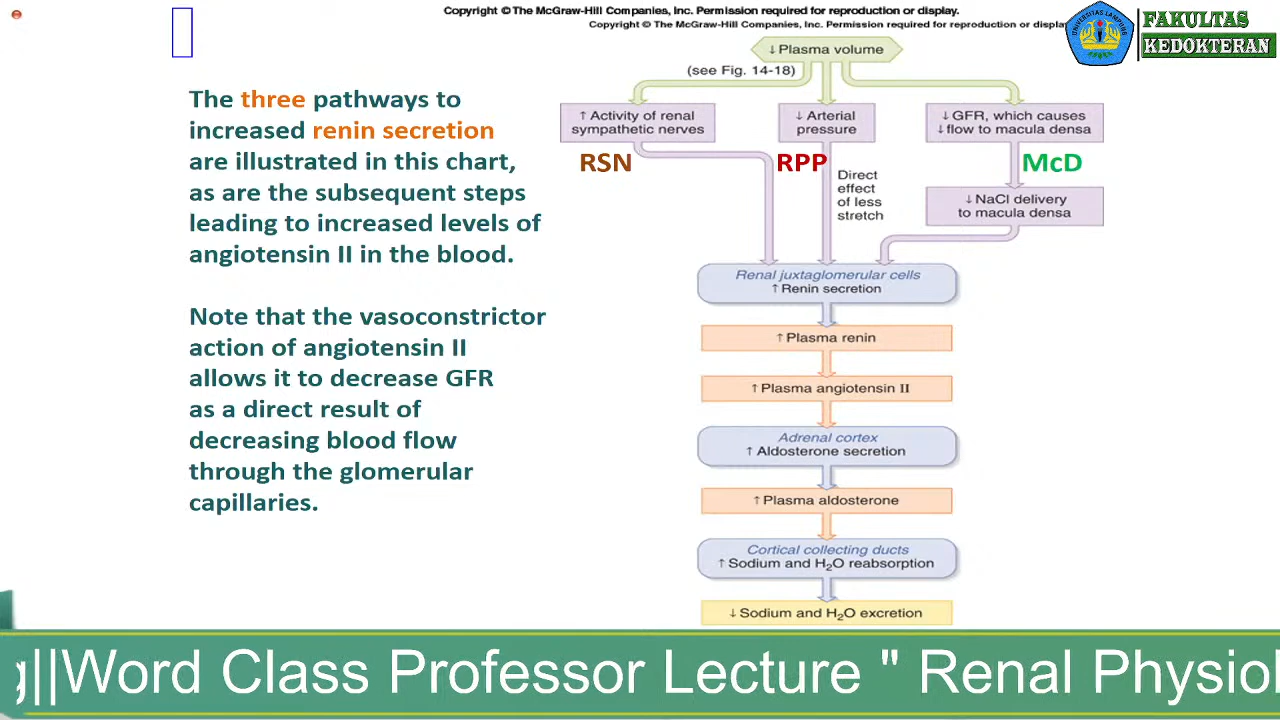 Copyright © The McGraw-Hill Companies, Inc. Permission required for reproduction or display.
Copyright © The McGraw-Hill Companies, Inc. Permission required for reproduction or displa
UNIVERSITAS LAMPUNG
FAKULTAS
KEDOKTERAN
The three pathways to
increased renin secretion
are illustrated in this chart,
as are the subsequent steps
leading to increased levels of
angiotensin II in the blood.
Note that the vasoconstrictor
action of angiotensin II
allows it to decrease GFR
as a direct result of
decreasing blood flow
through the glomerular
capillaries.
↓ Plasma volume
(see Fig. 14-18)
↑ Activity of renal
sympathetic nerves
↓ Arterial
pressure
↓ GFR, which causes
↓ flow to macula densa
RSN
RPP
McD
Direct
effect
of less
stretch
↓ NaCl delivery
to macula densa
Renal juxtaglomerular cells
↑ Renin secretion
↑ Plasma renin
↑ Plasma angiotensin II
Adrenal cortex
↑ Aldosterone secretion
↑ Plasma aldosterone
Cortical collecting ducts
↑ Sodium and H₂O reabsorption
↓ Sodium and H₂O excretion
g||Word Class Professor Lecture " Renal Physiol